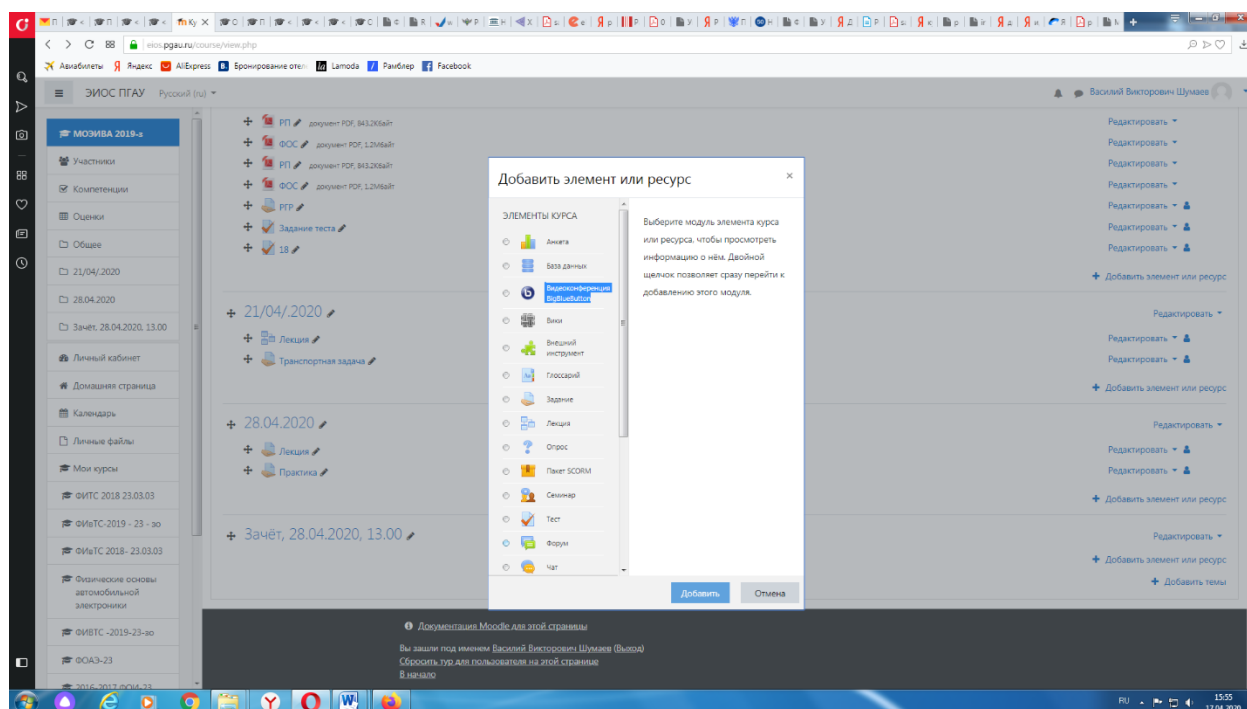 eios.pgau.ru/course/view.php
Авиабилеты Яндекс AliExpress Бронирование отел Lamoda Рамблер Facebook
ЭИОС ПГАУ Русский (ru)
Василий Викторович Шумаев
МОЭИВА 2019-з
Участники
Компетенции
Оценки
Общее
21/04/.2020
28.04.2020
Зачёт, 28.04.2020, 13.00
Личный кабинет
Домашняя страница
Календарь
Личные файлы
Мои курсы
ФИТС 2018 23.03.03
ФИвТС-2019 - 23 - зо
ФИвТС 2018- 23.03.03
Физические основы
автомобильной
электроники
ФИВТС -2019-23-зо
ФОАЭ-23
2016-2017 ФОИ-23
РП документ PDF, 843.2Кбайт Редактировать
ФОС документ PDF, 1.2Мбайт Редактировать
РП документ PDF, 843.2Кбайт Редактировать
ФОС документ PDF, 1.2Мбайт Редактировать
РГР Редактировать
Задание теста Редактировать
18 Редактировать
Добавить элемент или ресурс
21/04/.2020 Редактировать
Лекция Редактировать
Транспортная задача Редактировать
Добавить элемент или ресурс
28.04.2020 Редактировать
Лекция Редактировать
Практика Редактировать
Добавить элемент или ресурс
Зачёт, 28.04.2020, 13.00 Редактировать
Добавить элемент или ресурс
Добавить темы
Добавить элемент или ресурс ×
ЭЛЕМЕНТЫ КУРСА
Анкета
База данных
Видеоконференция
BigBlueButton
Вики
Внешний
инструмент
Глоссарий
Задание
Лекция
Опрос
Пакет SCORM
Семинар
Тест
Форум
Чат
Выберите модуль элемента курса
или ресурса, чтобы просмотреть
информацию о нём. Двойной
щелчок позволяет сразу перейти к
добавлению этого модуля.
Добавить Отмена
Документация Moodle для этой страницы
Вы зашли под именем Василий Викторович Шумаев (Выход)
Сбросить тур для пользователя на этой странице
В начало
RU 15:55
17.04.2020